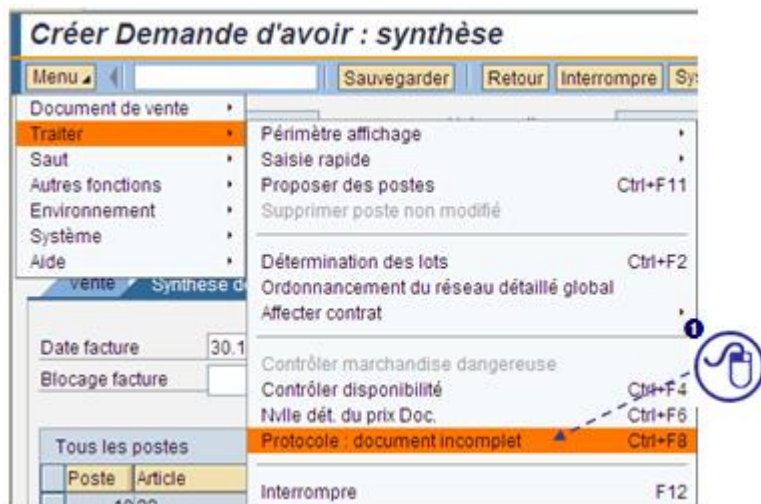 Créer Demande d'avoir : synthèse
Menu Sauvegarder Retour Interrompre
Document de vente
Traiter
Saut
Autres fonctions
Environnement
Système
Aide
Périmètre affichage
Saisie rapide
Proposer des postes Ctrl+F11
Supprimer poste non modifié
Détermination des lots Ctrl+F2
Ordonnancement du réseau détaillé global
Affecter contrat
1
Contrôler marchandise dangereuse
Contrôler disponibilité Ctrl+F4
Nvlle dét. du prix Doc. Ctrl+F6
Protocole : document incomplet Ctrl+F8
Interrompre F12
Vente Synthèse
Date facture 30.1
Blocage facture
Tous les postes
Poste Article